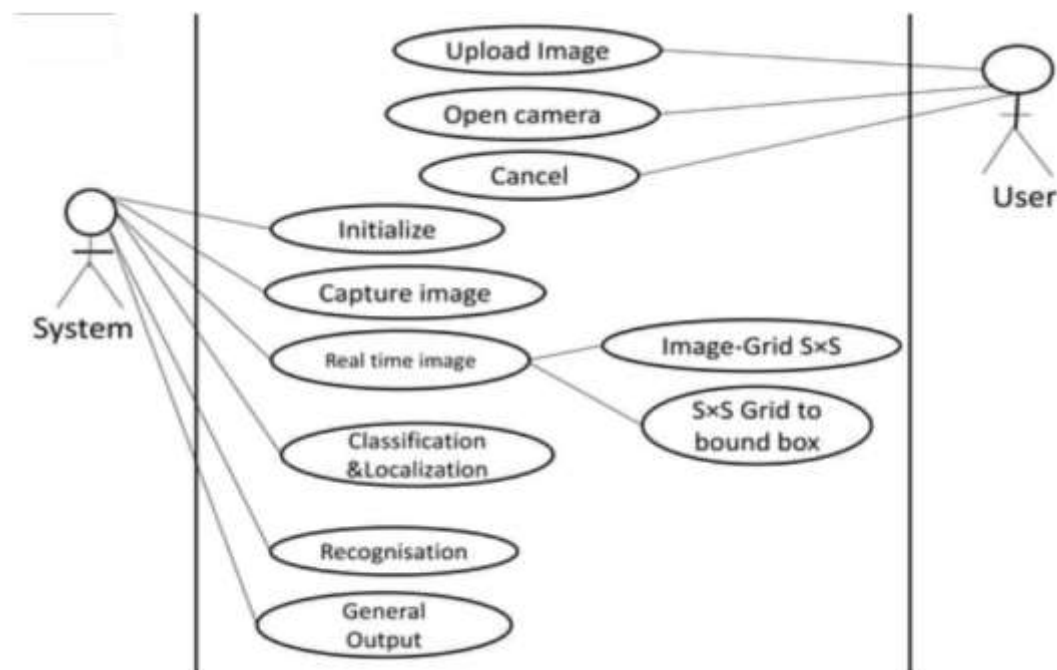 Upload Image
Open camera
Cancel
User
Initialize
Capture image
System
Real time image
Image-Grid S×S
S×S Grid to
bound box
Classification
&Localization
Recognisation
General
Output